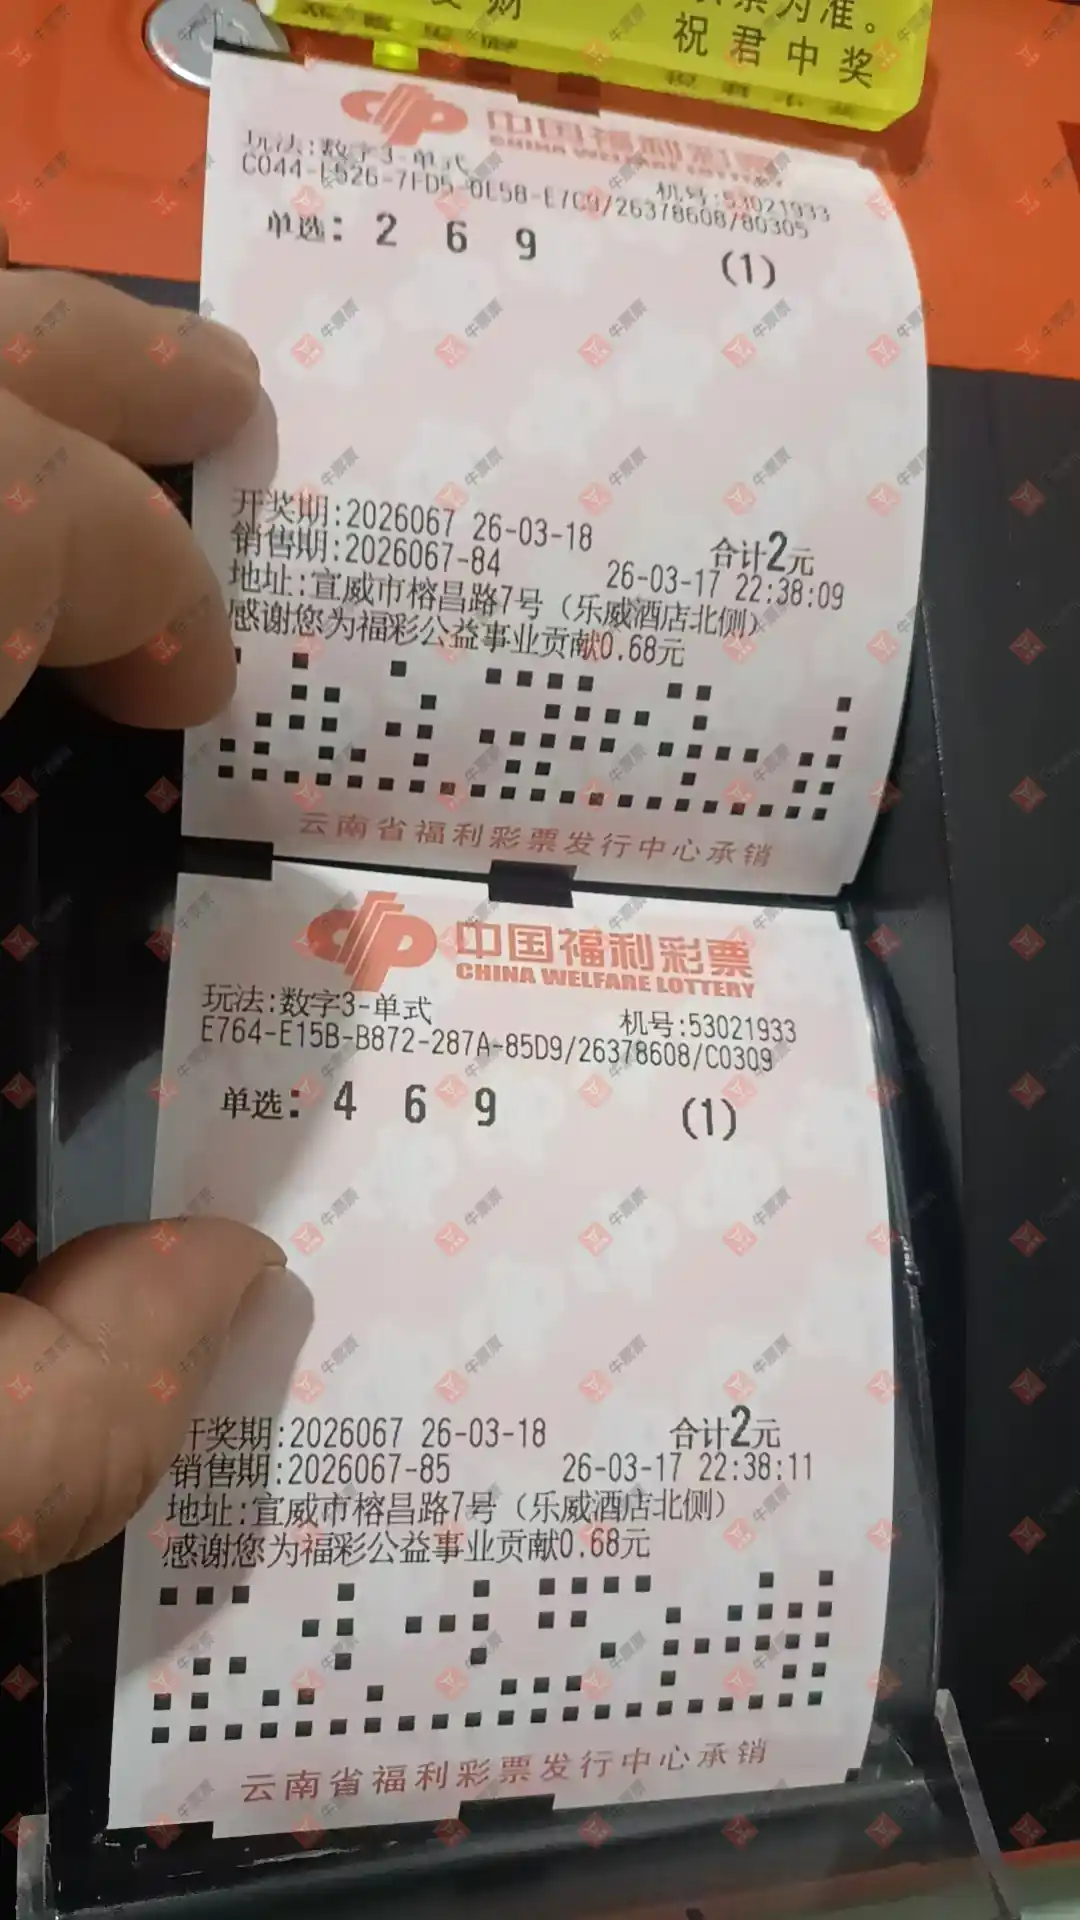 票为准。
祝君中奖
中国福利彩票
CHINA WELFARE LOTTERY
玩法:数字3-单式
机号:53021933
单选: 2 6 9 (1)
开奖期:2026067 26-03-18 合计2元
销售期:2026067-84 26-03-17 22:38:09
地址:宣威市榕昌路7号(乐威酒店北侧)
感谢您为福彩公益事业贡献0.68元
云南省福利彩票发行中心承销
中国福利彩票
CHINA WELFARE LOTTERY
玩法:数字3-单式
机号:53021933
E764-E15B-B872-287A-85D9/26378608/C0309
单选: 4 6 9 (1)
开奖期:2026067 26-03-18 合计2元
销售期:2026067-85 26-03-17 22:38:11
地址:宣威市榕昌路7号(乐威酒店北侧)
感谢您为福彩公益事业贡献0.68元
云南省福利彩票发行中心承销
牛票票